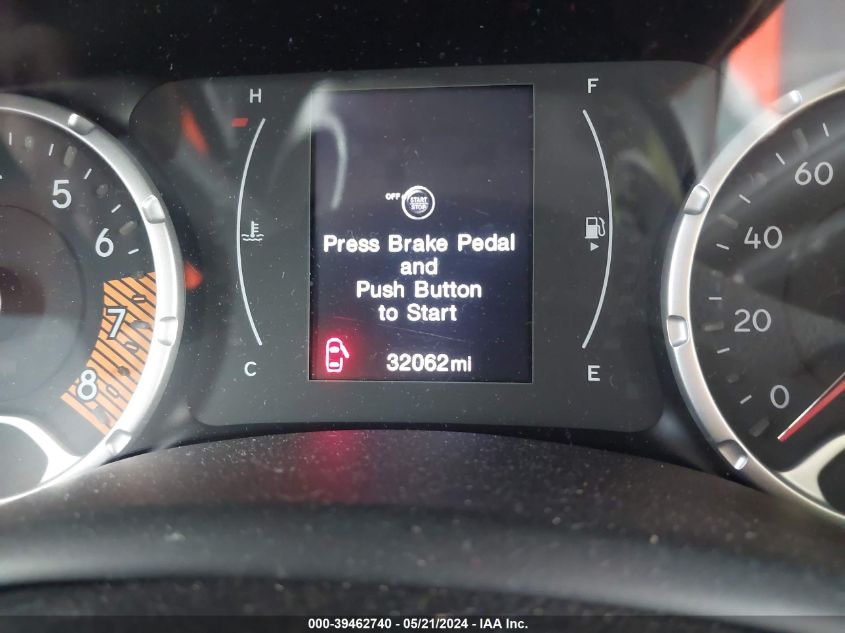 H
F
5
6
7
8
60
40
20
0
OFF
START
STOP
Press Brake Pedal
and
Push Button
to Start
32062mi
C
E
000-39462740 - 05/21/2024 - IAA Inc.